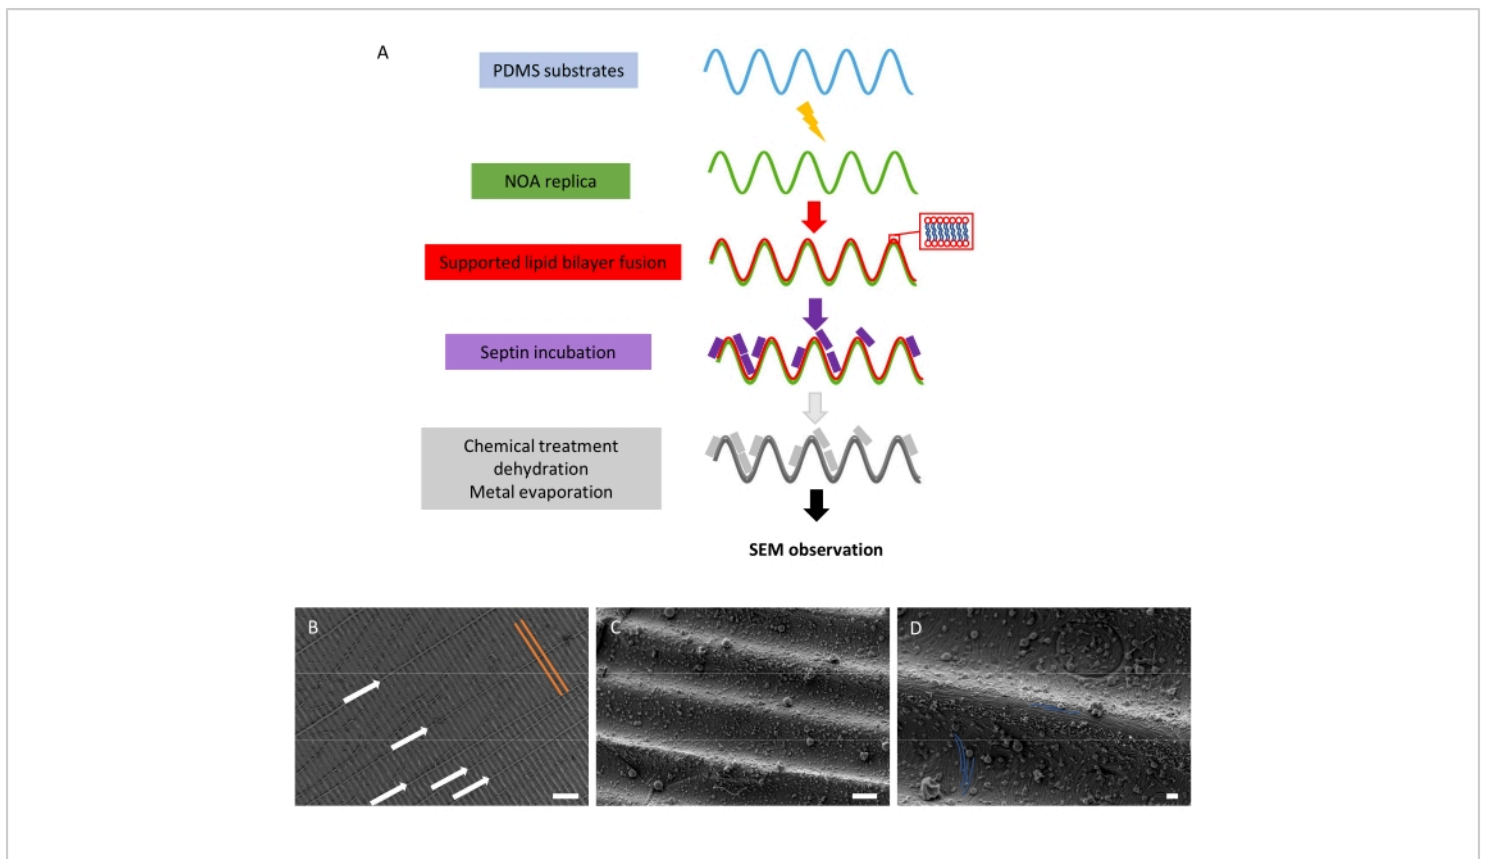 A
PDMS substrates
NOA replica
Supported lipid bilayer fusion
Septin incubation
Chemical treatment
dehydration
Metal evaporation
SEM observation
B
C
D